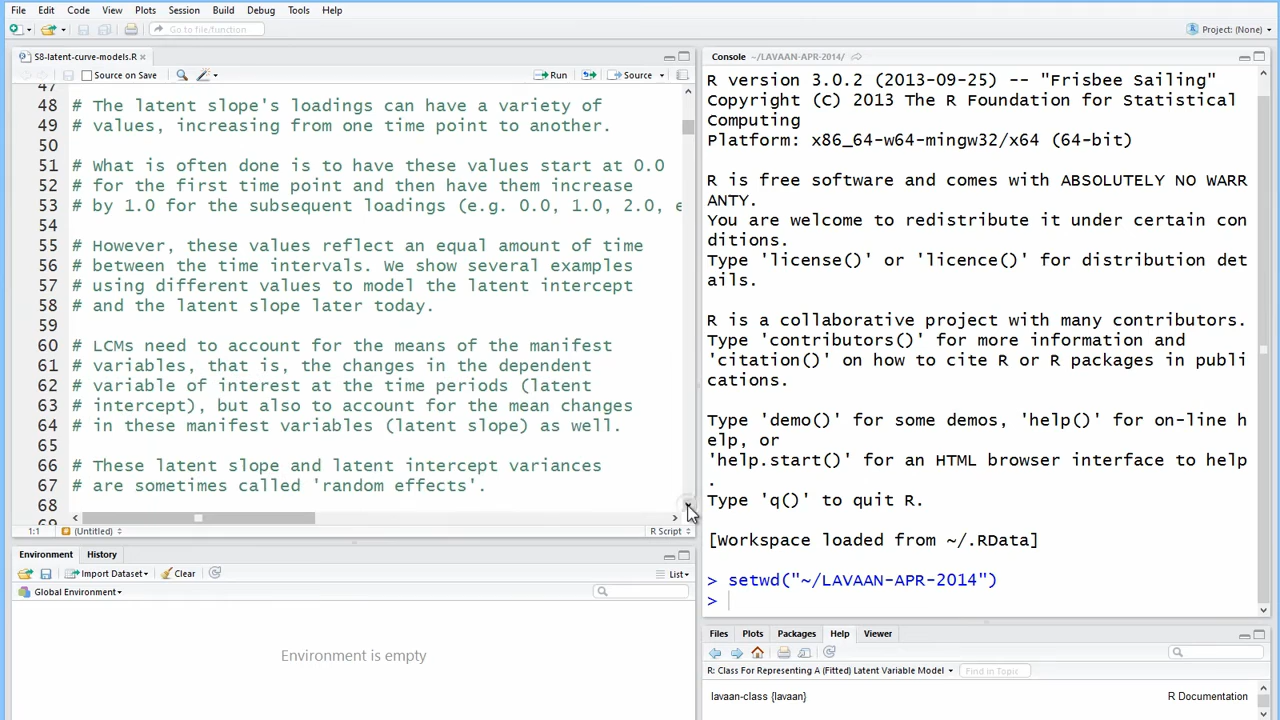 File Edit Code View Plots Session Build Debug Tools Help
Go to file/function
Project: (None)
S8-latent-curve-models.R
Source on Save
Run
Source
47
48 # The latent slope's loadings can have a variety of
49 # values, increasing from one time point to another.
50
51 # What is often done is to have these values start at 0.0
52 # for the first time point and then have them increase
53 # by 1.0 for the subsequent loadings (e.g. 0.0, 1.0, 2.0, e
54
55 # However, these values reflect an equal amount of time
56 # between the time intervals. We show several examples
57 # using different values to model the latent intercept
58 # and the latent slope later today.
59
60 # LCMs need to account for the means of the manifest
61 # variables, that is, the changes in the dependent
62 # variable of interest at the time periods (latent
63 # intercept), but also to account for the mean changes
64 # in these manifest variables (latent slope) as well.
65
66 # These latent slope and latent intercept variances
67 # are sometimes called 'random effects'.
68
69
1:1 (Untitled) R Script
Environment History
Import Dataset Clear List
Global Environment
Environment is empty
Console ~/LAVAAN-APR-2014/
R version 3.0.2 (2013-09-25) -- "Frisbee Sailing"
Copyright (C) 2013 The R Foundation for Statistical
Computing
Platform: x86_64-w64-mingw32/x64 (64-bit)
R is free software and comes with ABSOLUTELY NO WARR
ANTY.
You are welcome to redistribute it under certain con
ditions.
Type 'license()' or 'licence()' for distribution det
ails.
R is a collaborative project with many contributors.
Type 'contributors()' for more information and
'citation()' on how to cite R or R packages in publi
cations.
Type 'demo()' for some demos, 'help()' for on-line h
elp, or
'help.start()' for an HTML browser interface to help
.
Type 'q()' to quit R.
[Workspace loaded from ~/.RData]
> setwd("~/LAVAAN-APR-2014")
>
Files Plots Packages Help Viewer
R: Class For Representing A (Fitted) Latent Variable Model
Find in Topic
lavaan-class {lavaan} R Documentation